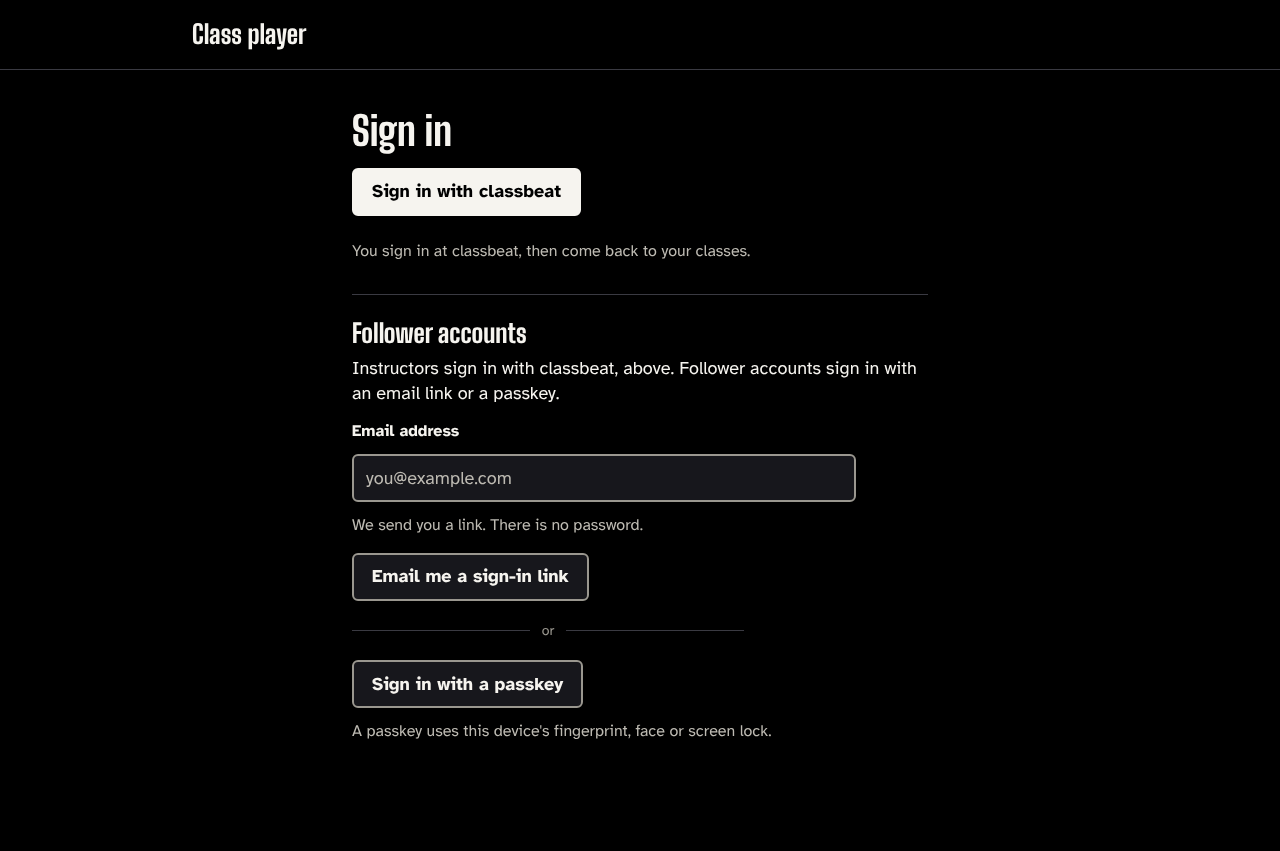 Class player
Sign in
Sign in with classbeat
You sign in at classbeat, then come back to your classes.
Follower accounts
Instructors sign in with classbeat, above. Follower accounts sign in with
an email link or a passkey.
Email address
you@example.com
We send you a link. There is no password.
Email me a sign-in link
or
Sign in with a passkey
A passkey uses this device's fingerprint, face or screen lock.